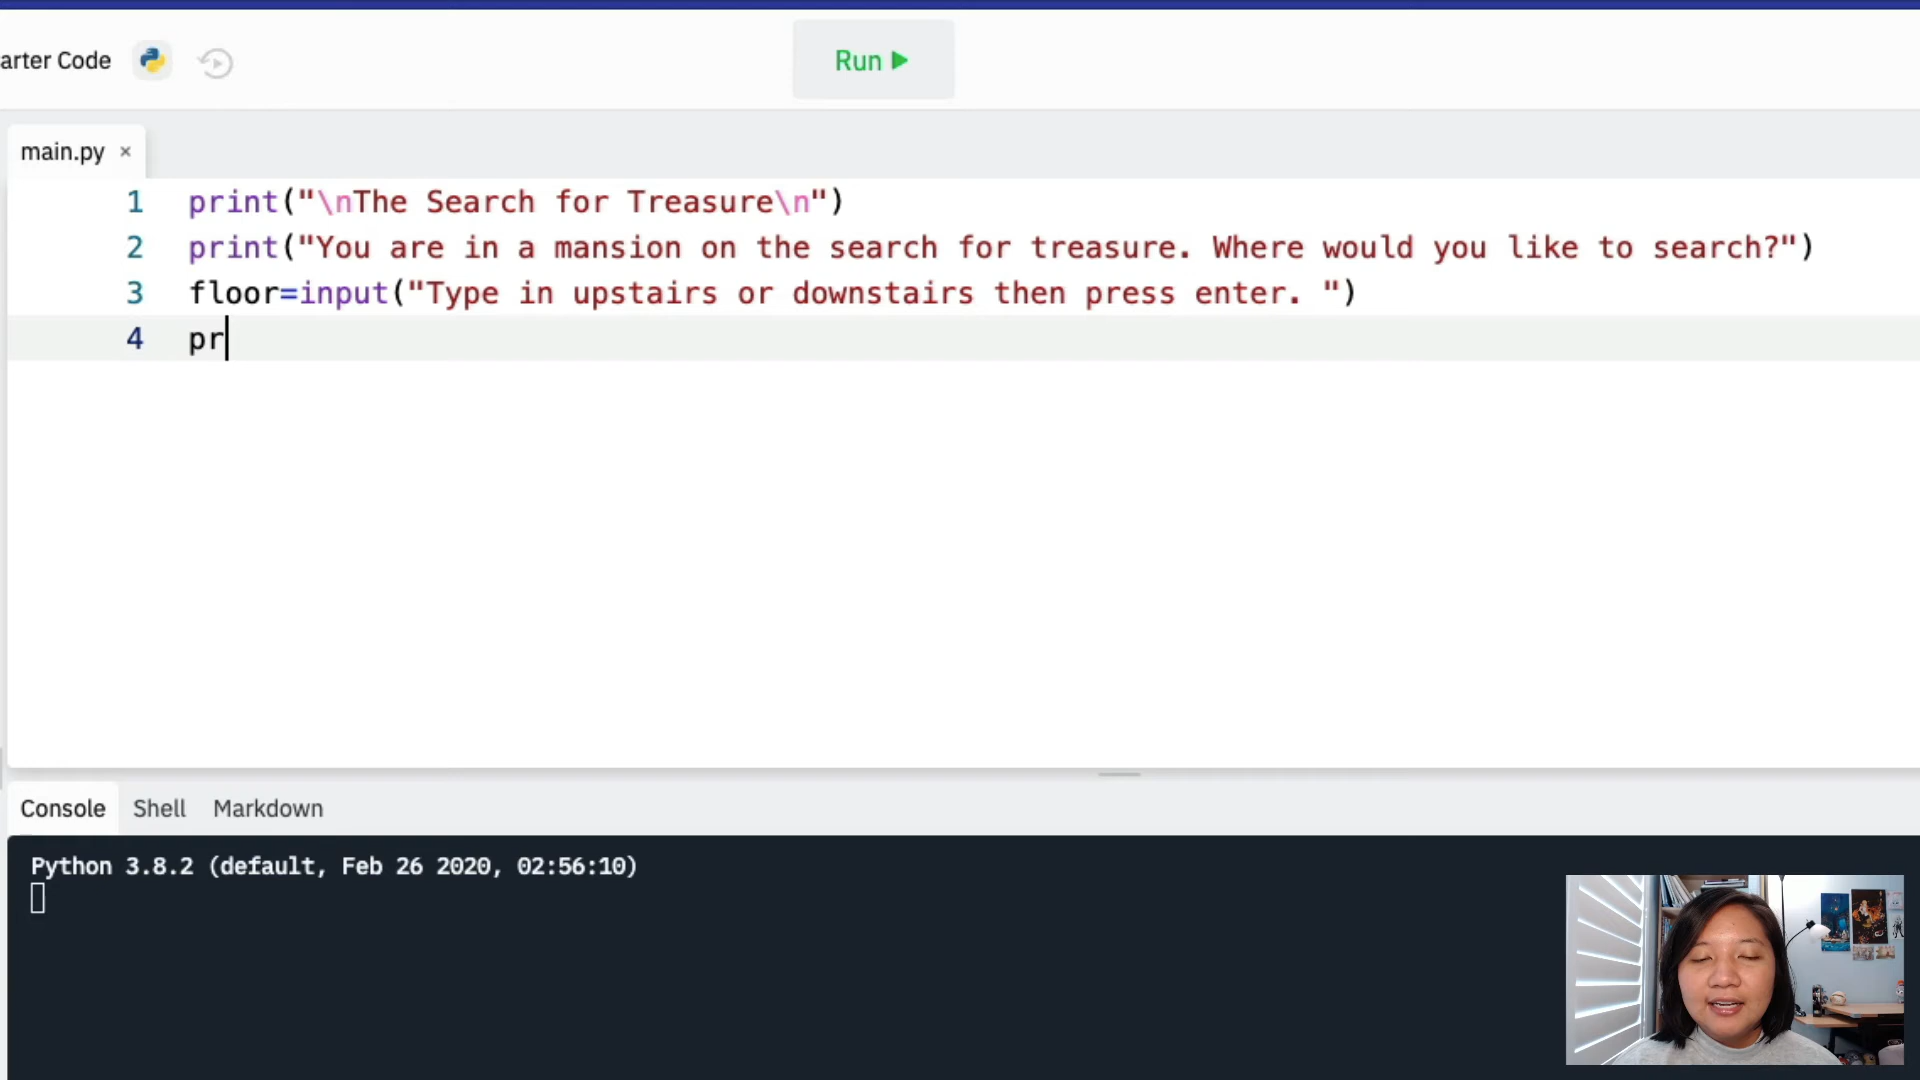 arter Code
Run
main.py ×
1 print("\nThe Search for Treasure\n")
2 print("You are in a mansion on the search for treasure. Where would you like to search?")
3 floor=input("Type in upstairs or downstairs then press enter. ")
4 pr
Console Shell Markdown
Python 3.8.2 (default, Feb 26 2020, 02:56:10)